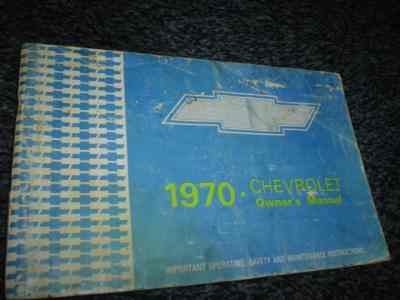 1970 · CHEVROLET
Owner's Manual
IMPORTANT OPERATING, SAFETY AND MAINTENANCE INSTRUCTIONS